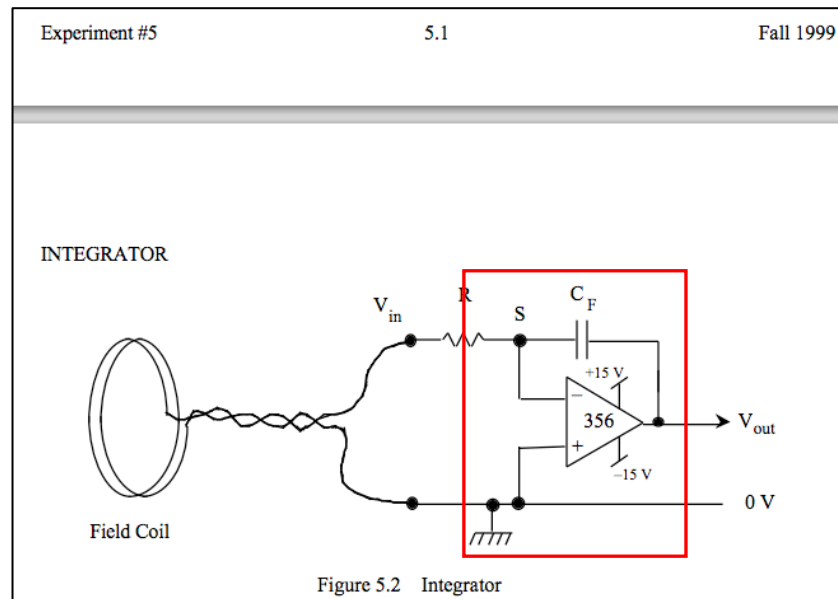 Experiment #5 5.1 Fall 1999
INTEGRATOR
V in R S C F
+15 V
− 356 V out
+
−15 V
0 V
Field Coil
Figure 5.2 Integrator